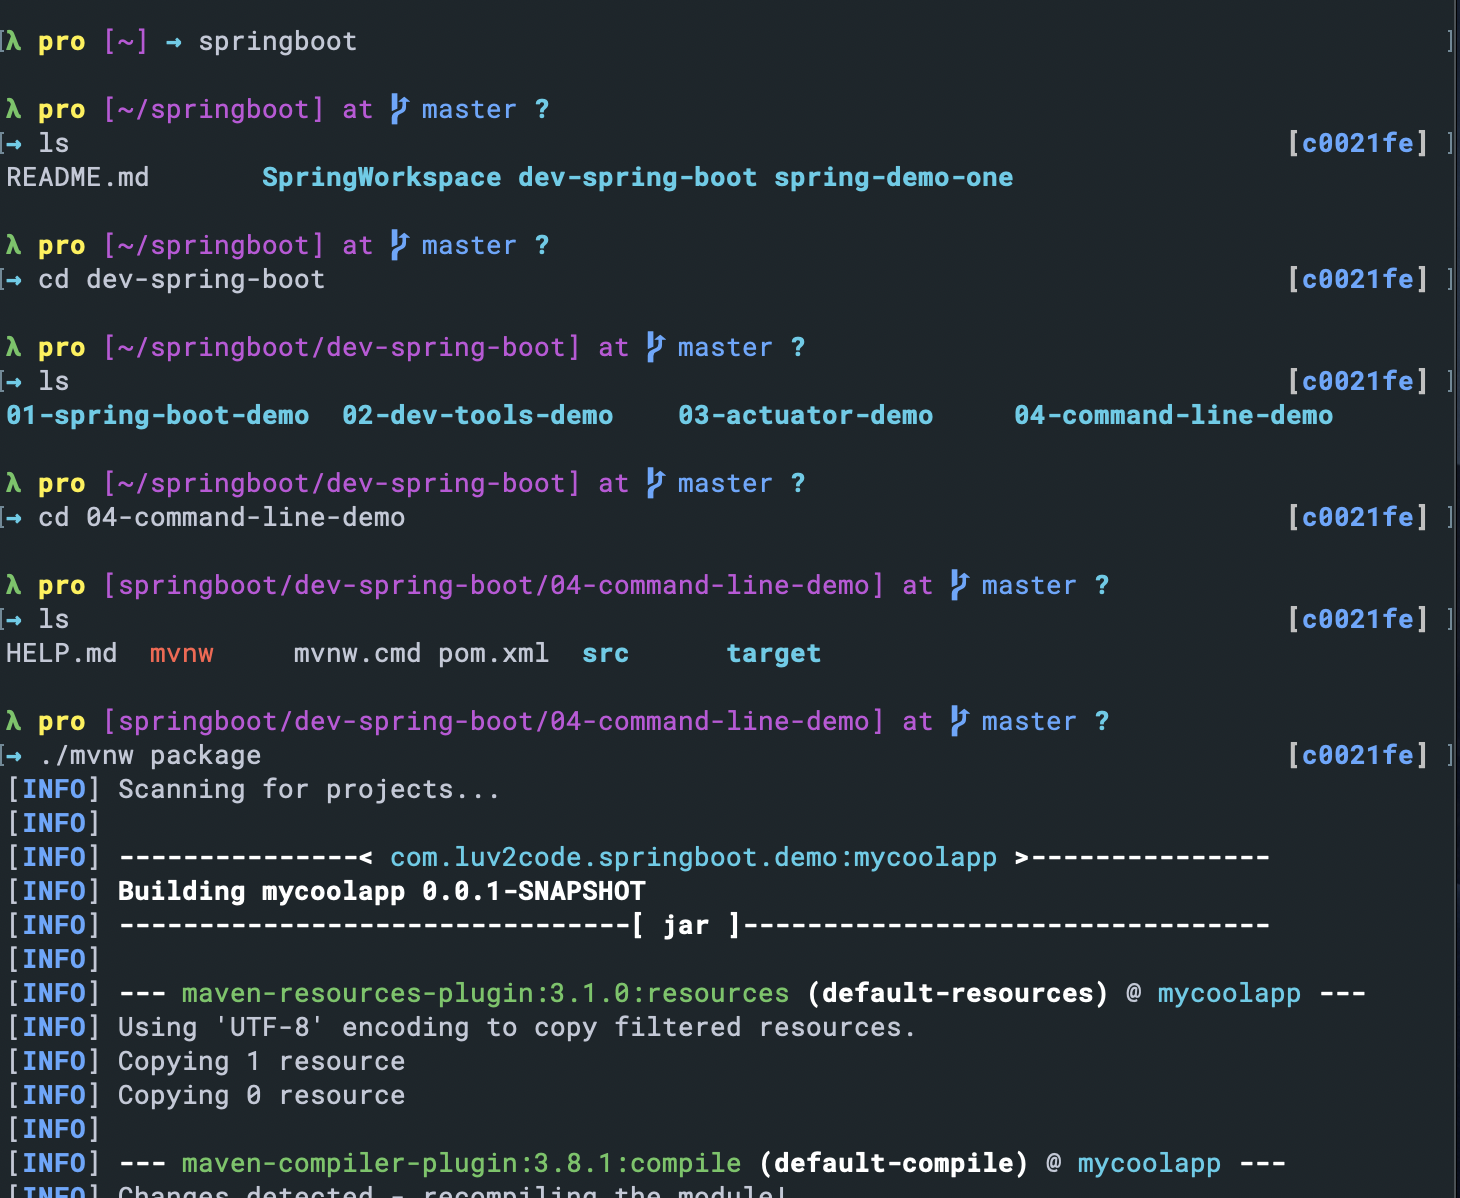 [λ pro [~] → springboot ]
λ pro [~/springboot] at master ?
[→ ls [c0021fe] ]
README.md SpringWorkspace dev-spring-boot spring-demo-one
λ pro [~/springboot] at master ?
[→ cd dev-spring-boot [c0021fe] ]
λ pro [~/springboot/dev-spring-boot] at master ?
[→ ls [c0021fe] ]
01-spring-boot-demo 02-dev-tools-demo 03-actuator-demo 04-command-line-demo
λ pro [~/springboot/dev-spring-boot] at master ?
[→ cd 04-command-line-demo [c0021fe] ]
λ pro [springboot/dev-spring-boot/04-command-line-demo] at master ?
[→ ls [c0021fe] ]
HELP.md mvnw mvnw.cmd pom.xml src target
λ pro [springboot/dev-spring-boot/04-command-line-demo] at master ?
[→ ./mvnw package [c0021fe] ]
[INFO] Scanning for projects...
[INFO]
[INFO] ---------------< com.luv2code.springboot.demo:mycoolapp >---------------
[INFO] Building mycoolapp 0.0.1-SNAPSHOT
[INFO] --------------------------------[ jar ]---------------------------------
[INFO]
[INFO] --- maven-resources-plugin:3.1.0:resources (default-resources) @ mycoolapp ---
[INFO] Using 'UTF-8' encoding to copy filtered resources.
[INFO] Copying 1 resource
[INFO] Copying 0 resource
[INFO]
[INFO] --- maven-compiler-plugin:3.8.1:compile (default-compile) @ mycoolapp ---
[INFO] Changes detected - recompiling the module!